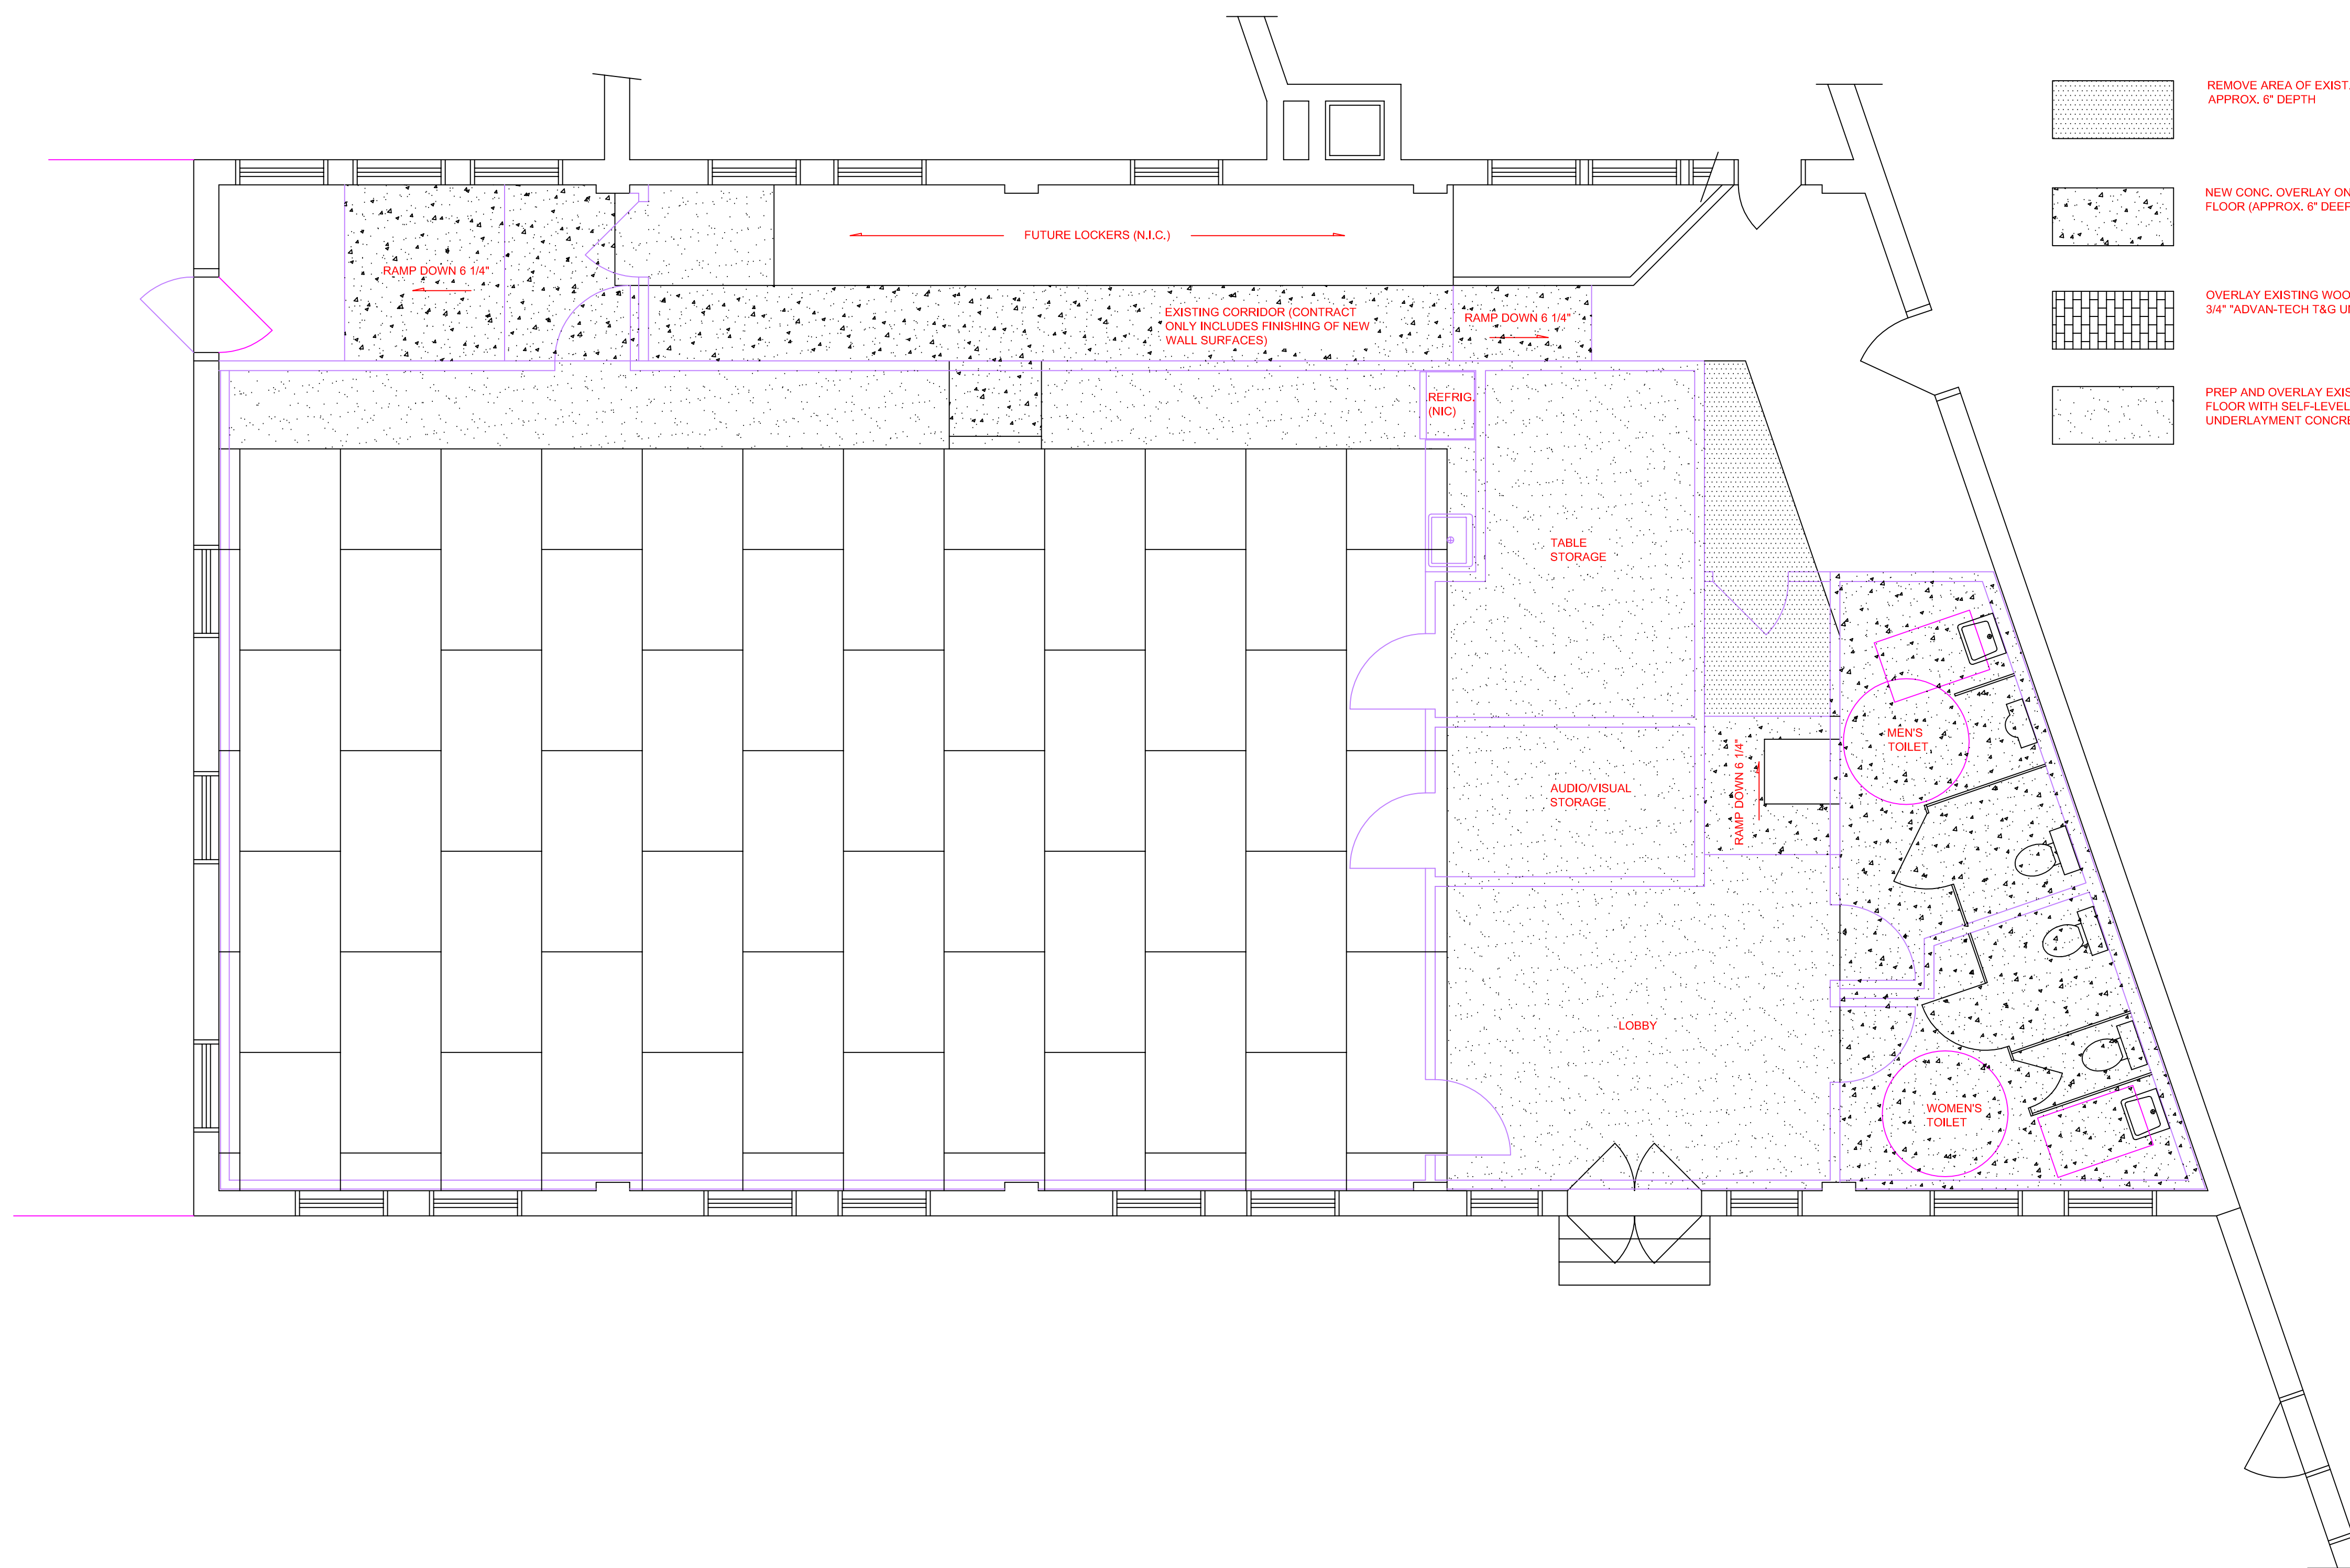 REMOVE AREA OF EXIST.
APPROX. 6" DEPTH
NEW CONC. OVERLAY ON
FLOOR (APPROX. 6" DEEP
OVERLAY EXISTING WOO
3/4" "ADVAN-TECH T&G U
PREP AND OVERLAY EXIS
FLOOR WITH SELF-LEVEL
UNDERLAYMENT CONCRE
FUTURE LOCKERS (N.I.C.)
RAMP DOWN 6 1/4"
EXISTING CORRIDOR (CONTRACT
ONLY INCLUDES FINISHING OF NEW
WALL SURFACES)
RAMP DOWN 6 1/4"
REFRIG.
(NIC)
TABLE
STORAGE
MEN'S
TOILET
RAMP DOWN 6 1/4"
AUDIO/VISUAL
STORAGE
LOBBY
WOMEN'S
TOILET